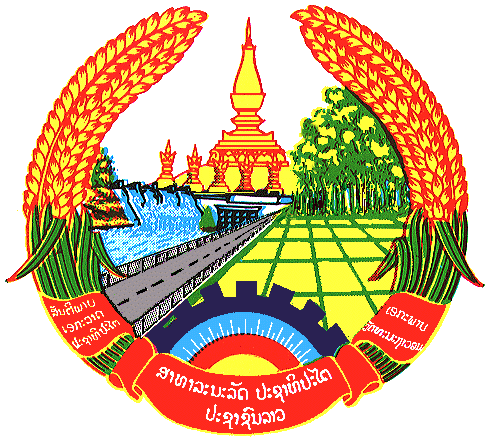 ສັນຕິພາບ
ເອກະລາດ
ປະຊາທິປະໄຕ
ສາທາລະນະລັດ ປະຊາທິປະໄຕ
ປະຊາຊົນລາວ
ເອກະພາບ
ວັດທະນະຖາວອນ